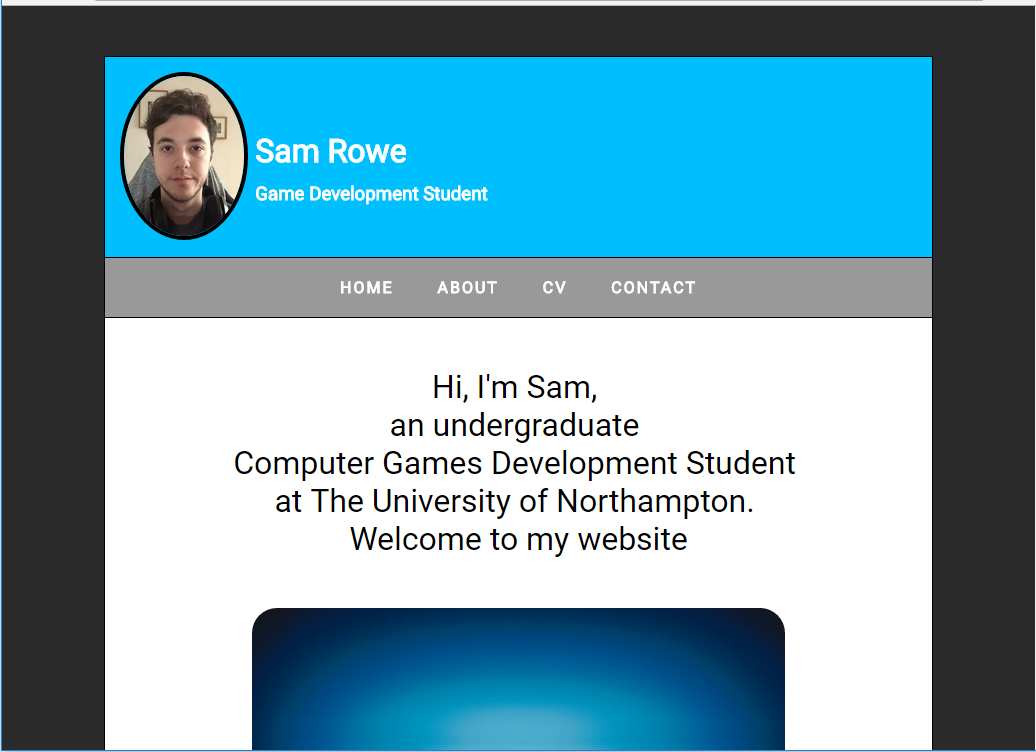 Sam Rowe
Game Development Student
HOME ABOUT CV CONTACT
Hi, I'm Sam,
an undergraduate
Computer Games Development Student
at The University of Northampton.
Welcome to my website